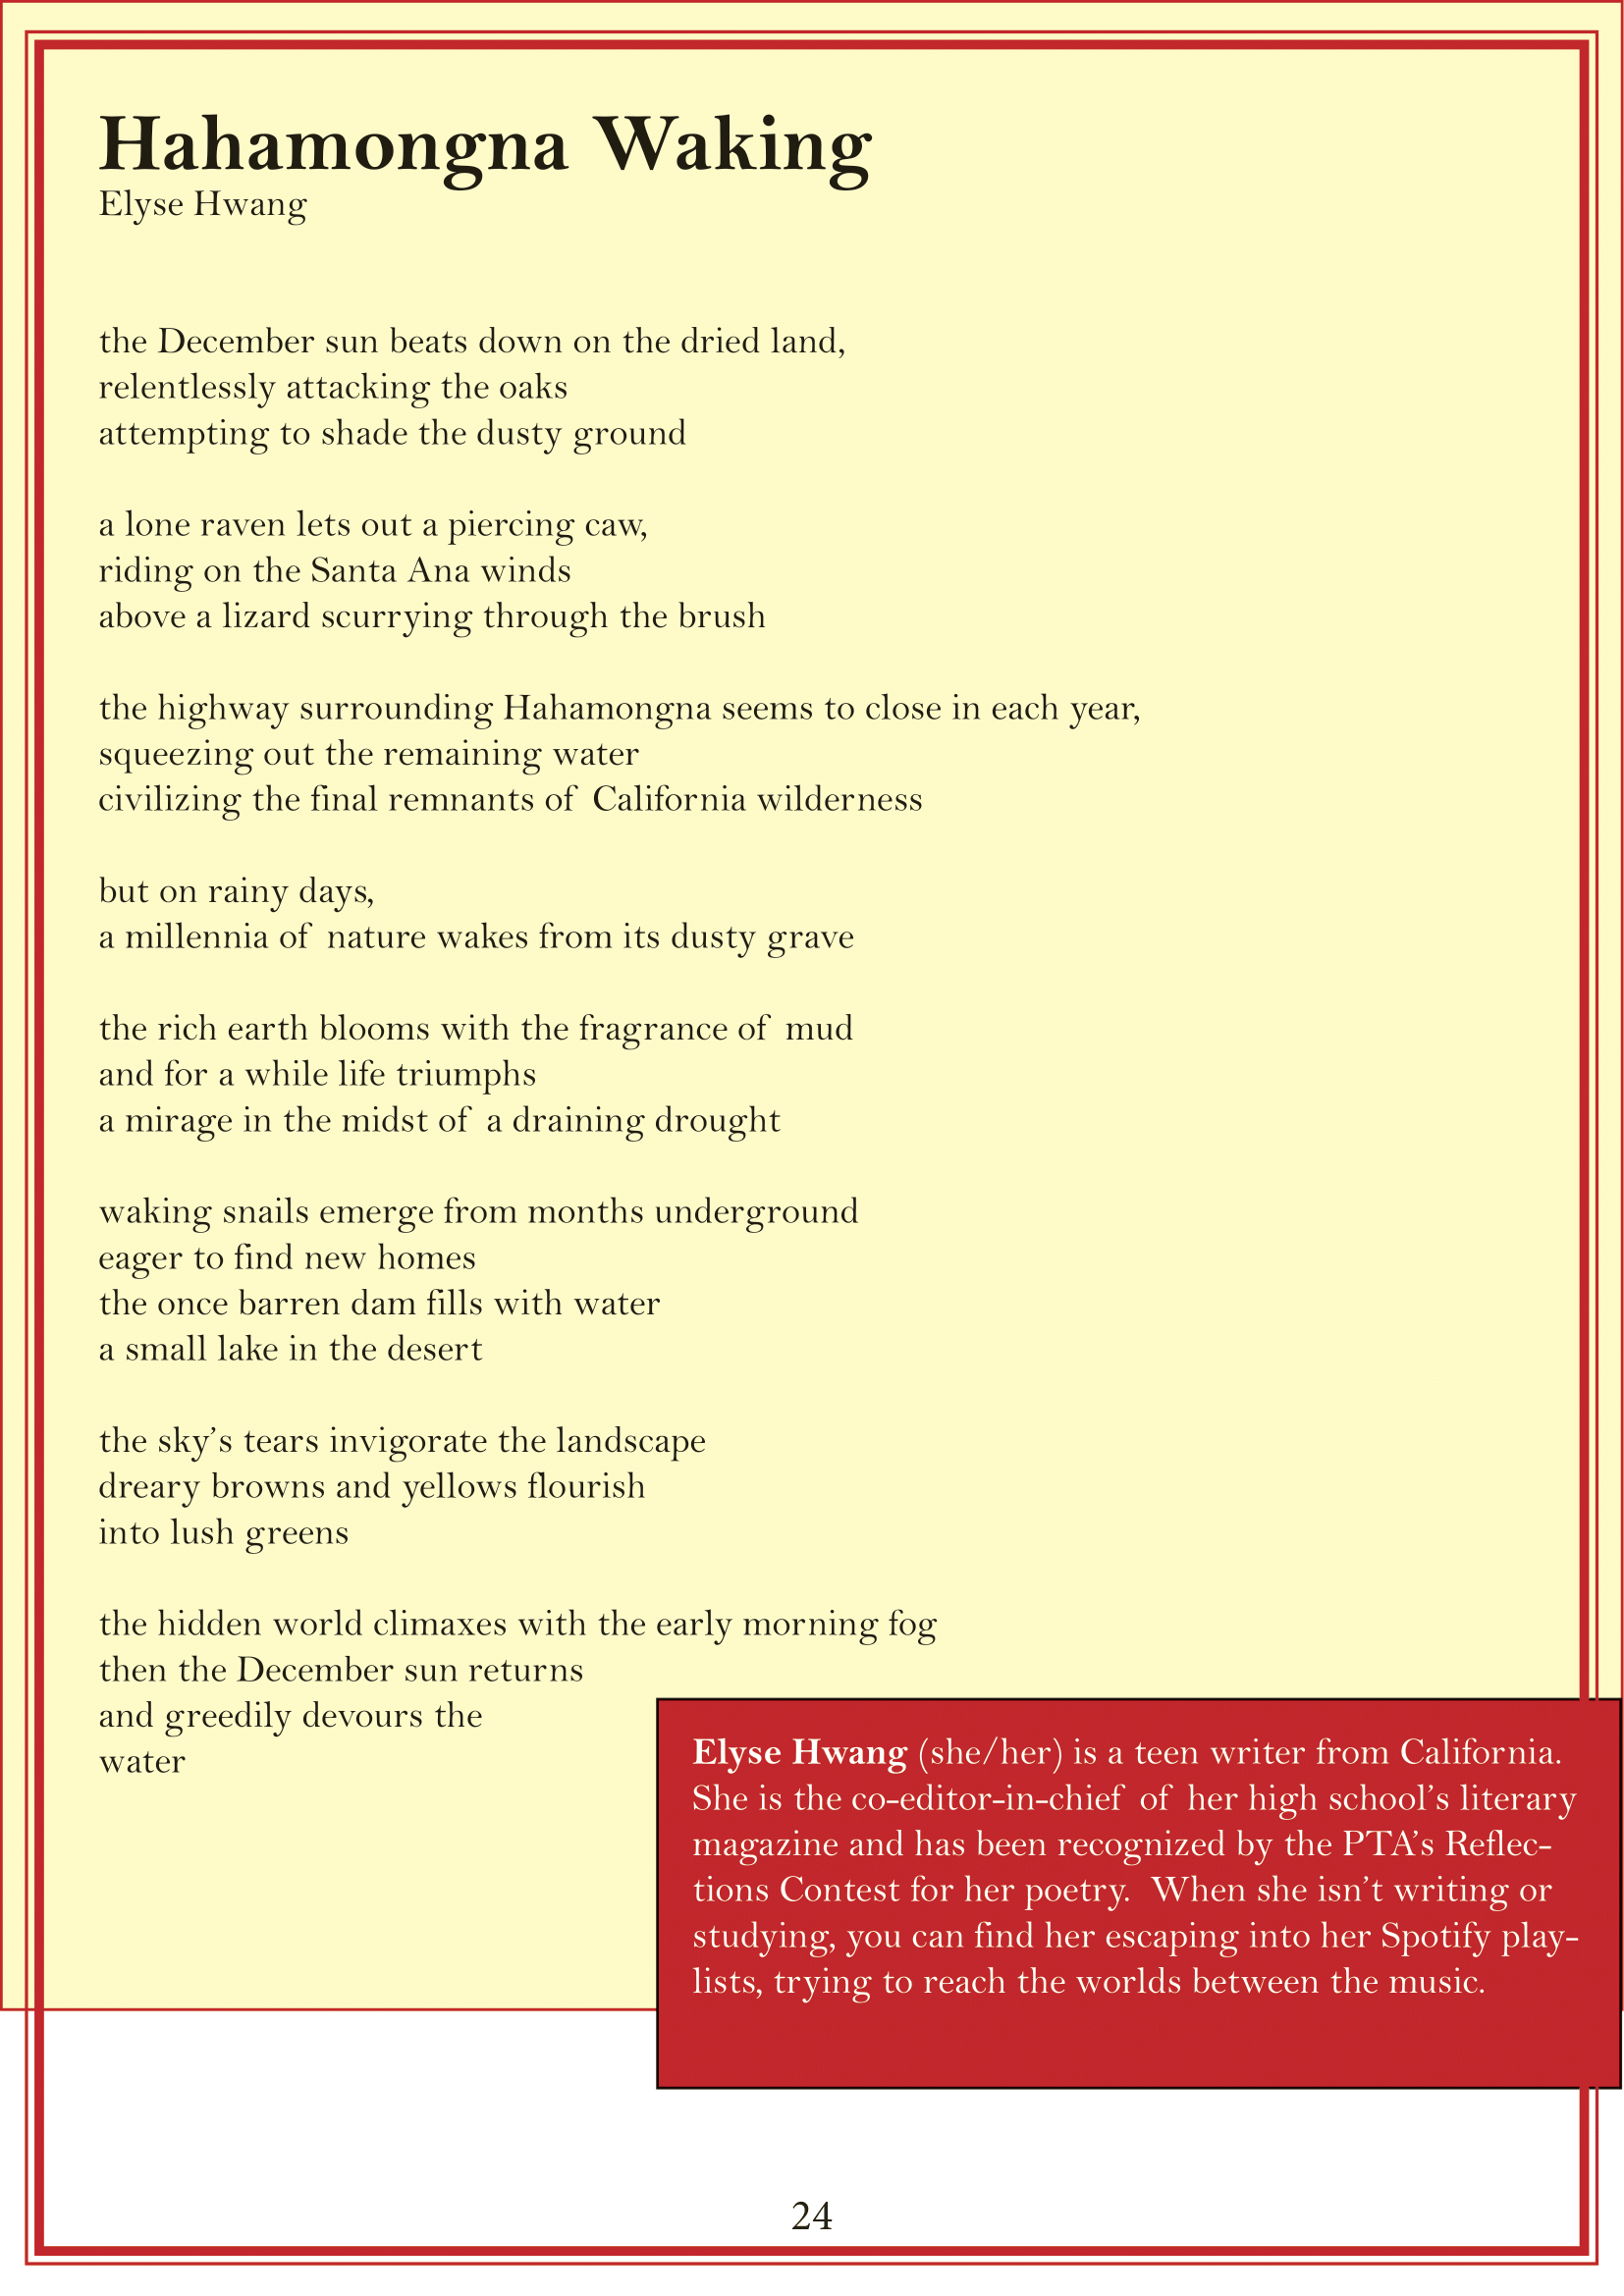 Hahamongna Waking
Elyse Hwang
the December sun beats down on the dried land,
relentlessly attacking the oaks
attempting to shade the dusty ground
a lone raven lets out a piercing caw,
riding on the Santa Ana winds
above a lizard scurrying through the brush
the highway surrounding Hahamongna seems to close in each year,
squeezing out the remaining water
civilizing the final remnants of California wilderness
but on rainy days,
a millennia of nature wakes from its dusty grave
the rich earth blooms with the fragrance of mud
and for a while life triumphs
a mirage in the midst of a draining drought
waking snails emerge from months underground
eager to find new homes
the once barren dam fills with water
a small lake in the desert
the sky’s tears invigorate the landscape
dreary browns and yellows flourish
into lush greens
the hidden world climaxes with the early morning fog
then the December sun returns
and greedily devours the
water
Elyse Hwang (she/her) is a teen writer from California.
She is the co-editor-in-chief of her high school’s literary
magazine and has been recognized by the PTA’s Reflec-
tions Contest for her poetry. When she isn’t writing or
studying, you can find her escaping into her Spotify play-
lists, trying to reach the worlds between the music.
24